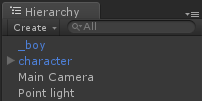 Hierarchy
Create All
_boy
character
Main Camera
Point light